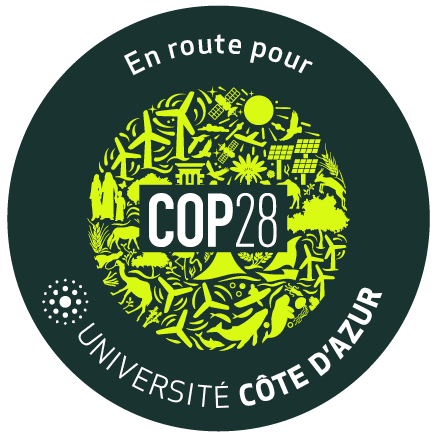 En route pour
COP28
UNIVERSITÉ CÔTE D'AZUR